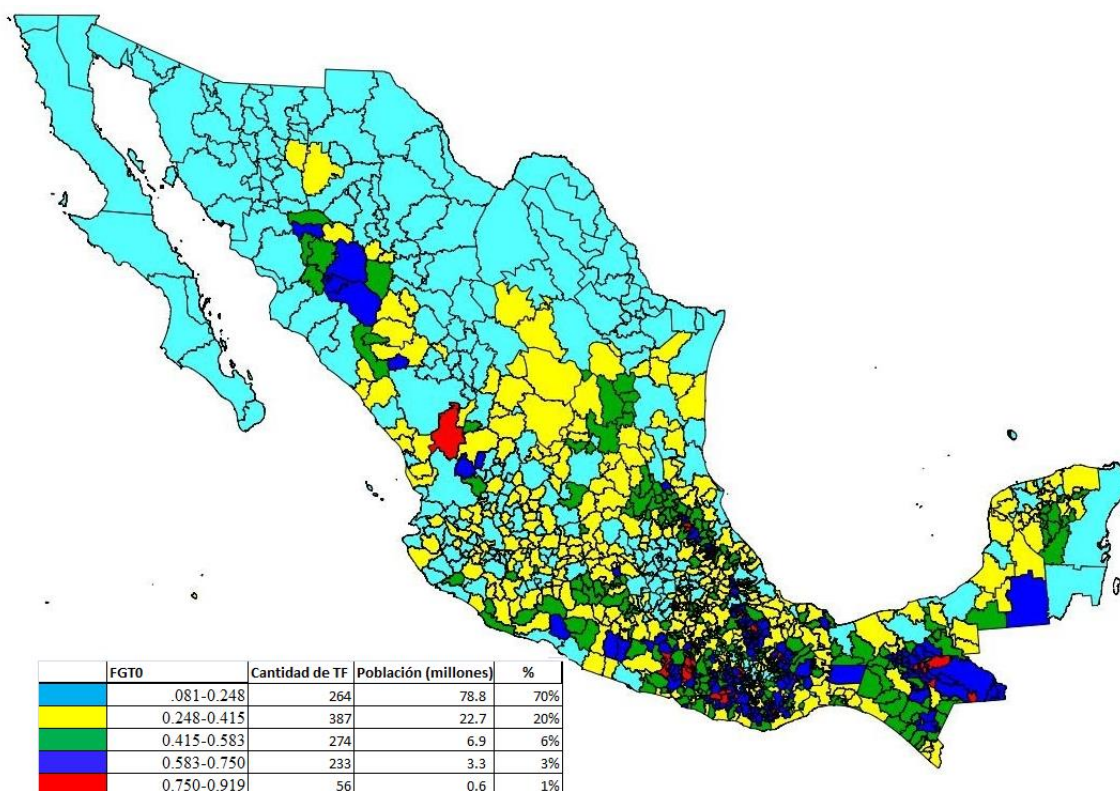 FGT0 Cantidad de TF Población (millones) %
.081-0.248 264 78.8 70%
0.248-0.415 387 22.7 20%
0.415-0.583 274 6.9 6%
0.583-0.750 233 3.3 3%
0.750-0.919 56 0.6 1%